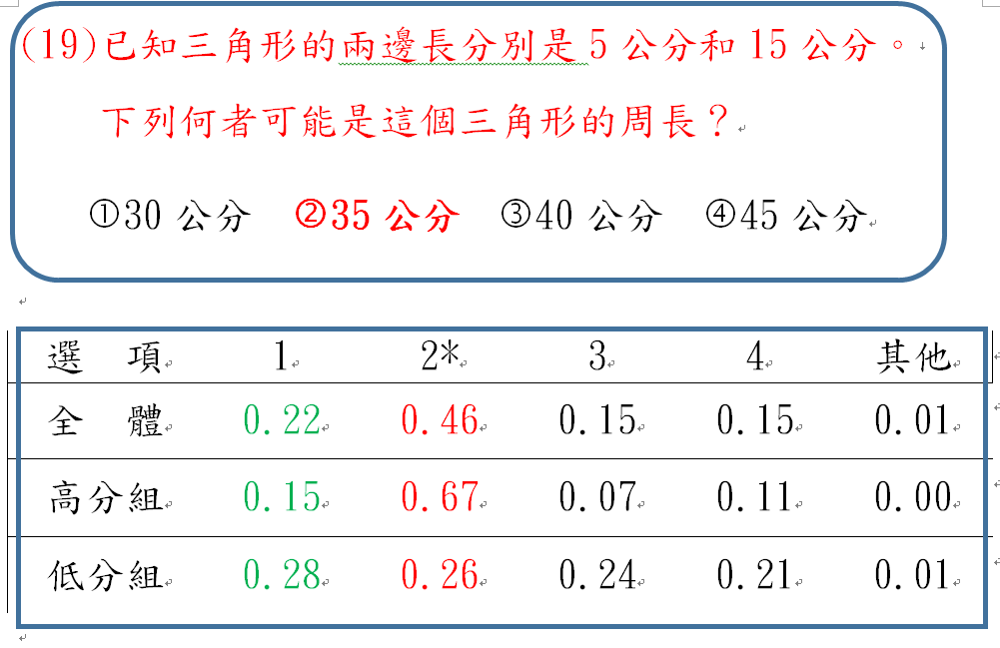 (19)已知三角形的兩邊長分別是 5 公分和 15 公分。
下列何者可能是這個三角形的周長？
①30 公分 ②35 公分 ③40 公分 ④45 公分
選 項 1 2* 3 4 其他
全 體 0.22 0.46 0.15 0.15 0.01
高分組 0.15 0.67 0.07 0.11 0.00
低分組 0.28 0.26 0.24 0.21 0.01